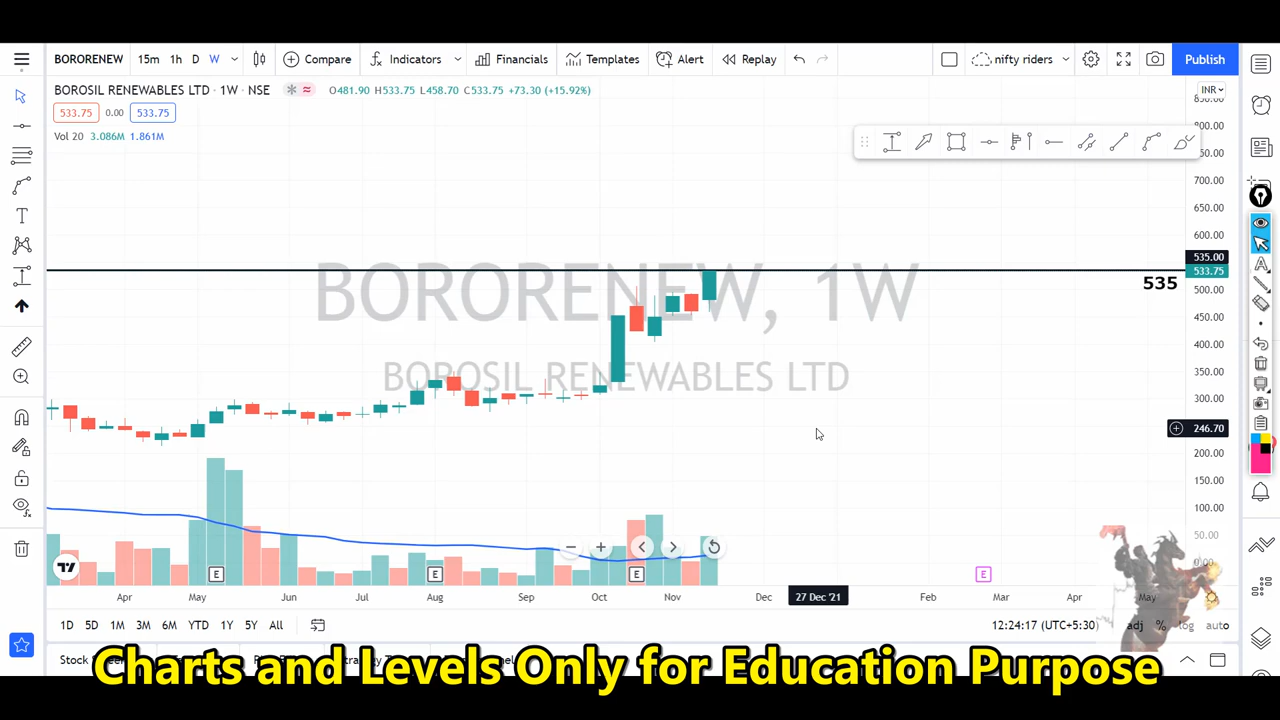 BORORENEW 15m 1h D W Compare Indicators Financials Templates Alert Replay nifty riders Publish
BOROSIL RENEWABLES LTD · 1W · NSE O481.90 H533.75 L458.70 C533.75 +73.30 (+15.92%)
INR
533.75 0.00 533.75
Vol 20 3.086M 1.861M
800.00
750.00
700.00
650.00
600.00
535.00
533.75
535
500.00
BORORENEW, 1W
450.00
400.00
BOROSIL RENEWABLES LTD
350.00
300.00
246.70
200.00
150.00
100.00
50.00
E E E E
Apr May Jun Jul Aug Sep Oct Nov Dec 27 Dec '21 Feb Mar Apr May
1D 5D 1M 3M 6M YTD 1Y 5Y All 12:24:17 (UTC+5:30) adj % log auto
Charts and Levels Only for Education Purpose